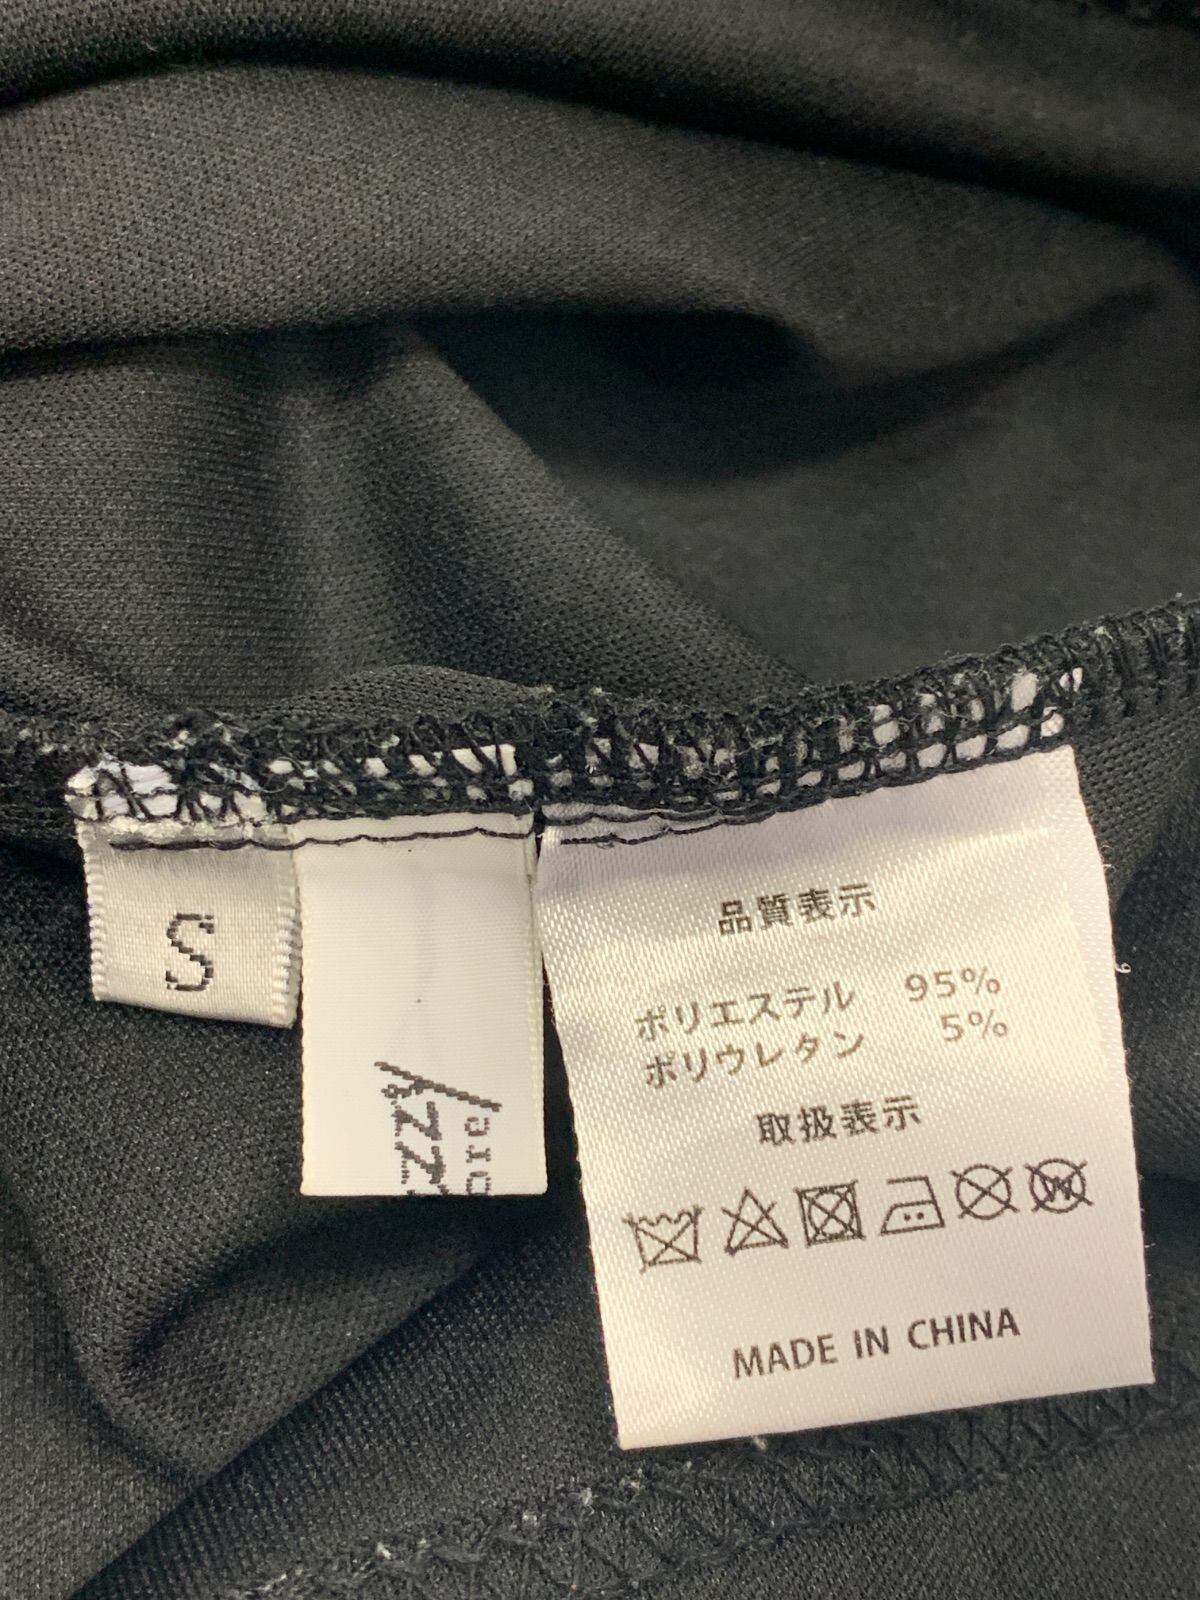 S
品質表示
ポリエステル 95%
ポリウレタン 5%
取扱表示
MADE IN CHINA